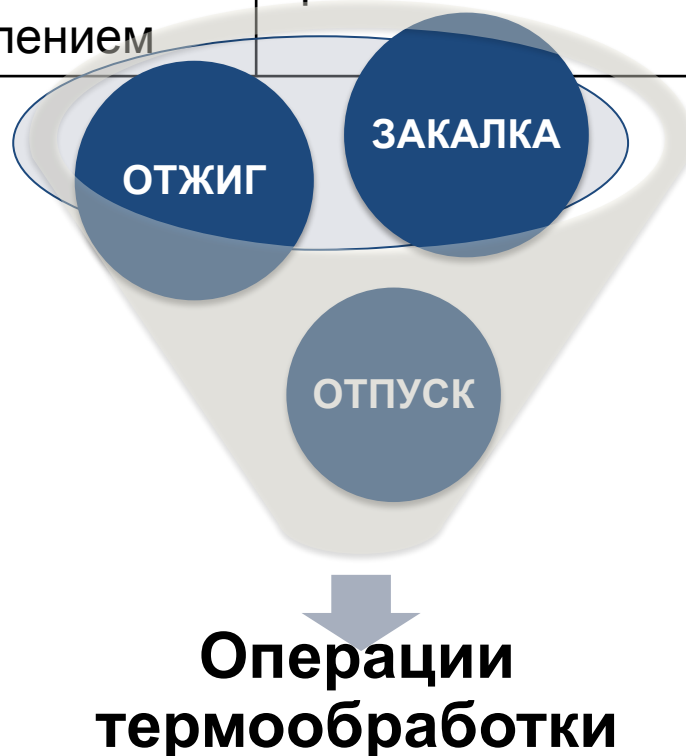 лением
ЗАКАЛКА
ОТЖИГ
ОТПУСК
Операции
термообработки